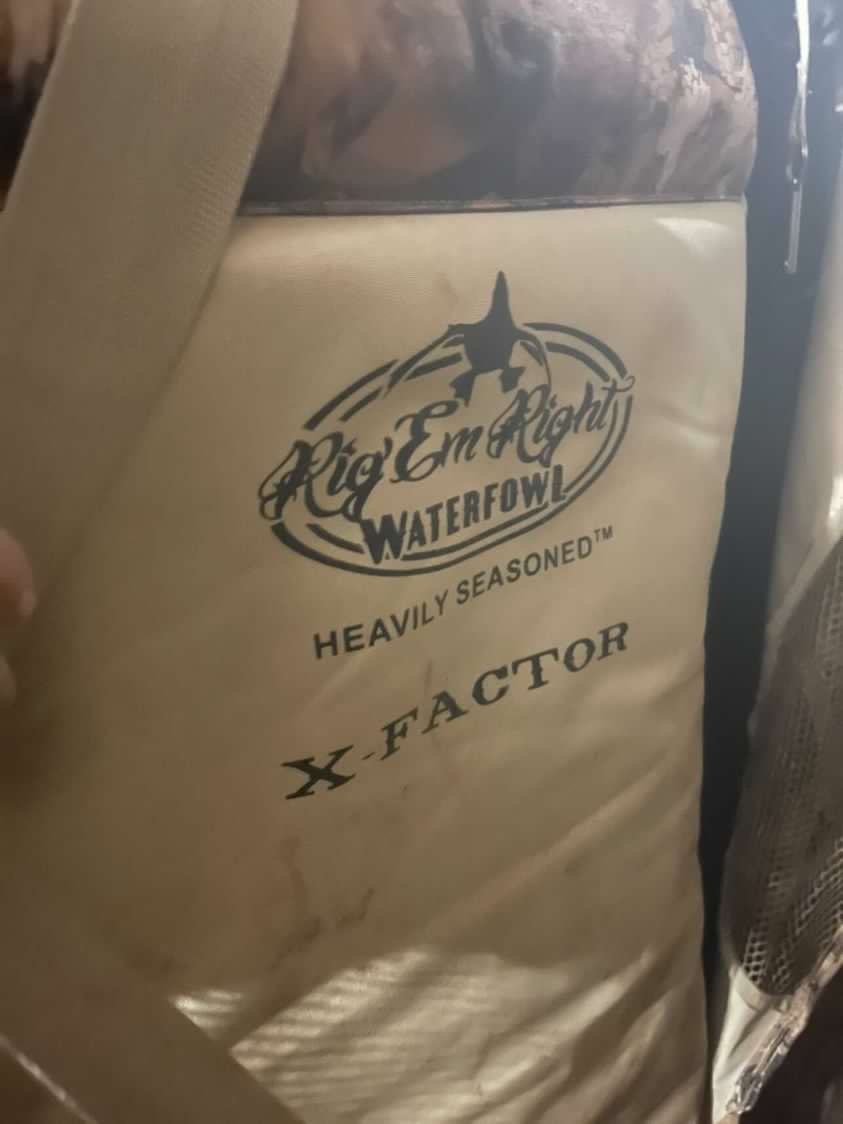 Rig'Em Right
WATERFOWL
HEAVILY SEASONED™
X-FACTOR